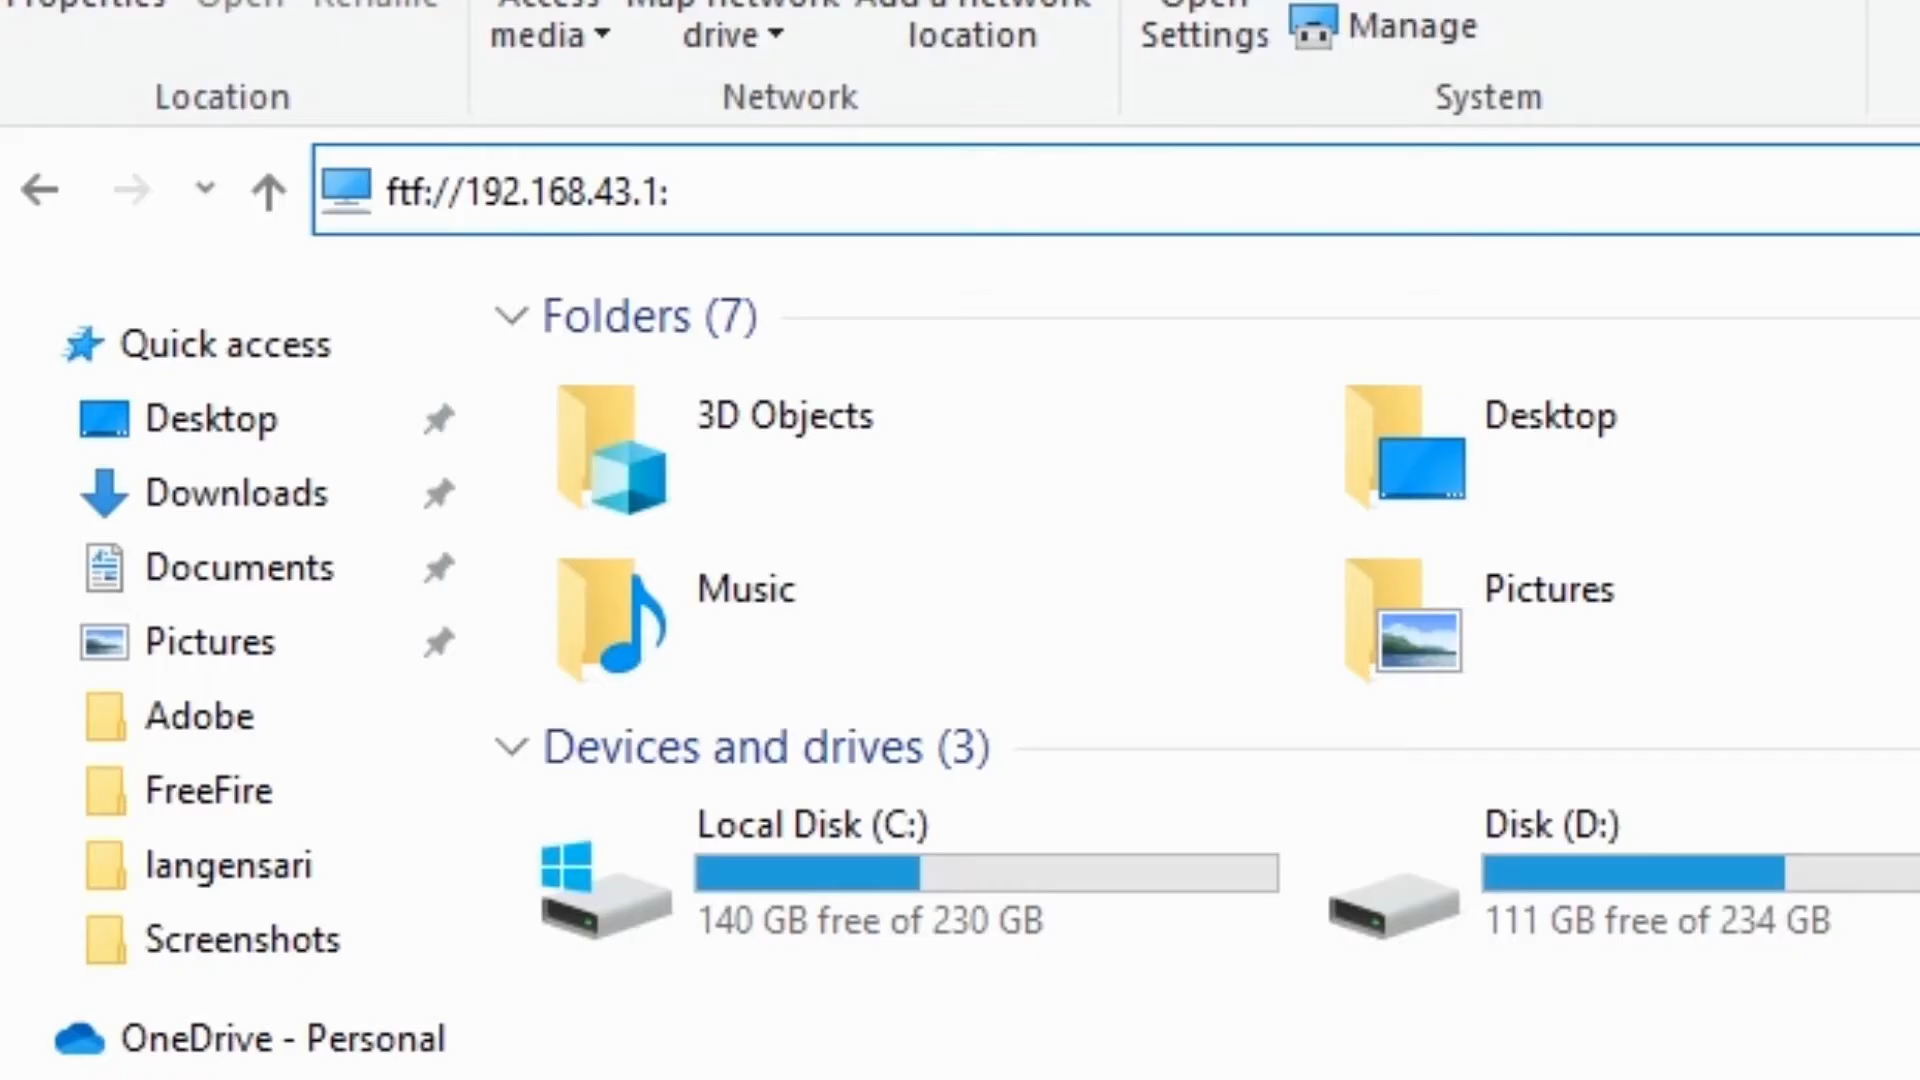 Properties Open Rename Access Map network Add a network Open
media drive location Settings Manage
Location Network System
ftf://192.168.43.1:
Folders (7)
Quick access
Desktop
Downloads
Documents
Pictures
Adobe
FreeFire
langensari
Screenshots
OneDrive - Personal
3D Objects
Desktop
Music
Pictures
Devices and drives (3)
Local Disk (C:)
140 GB free of 230 GB
Disk (D:)
111 GB free of 234 GB